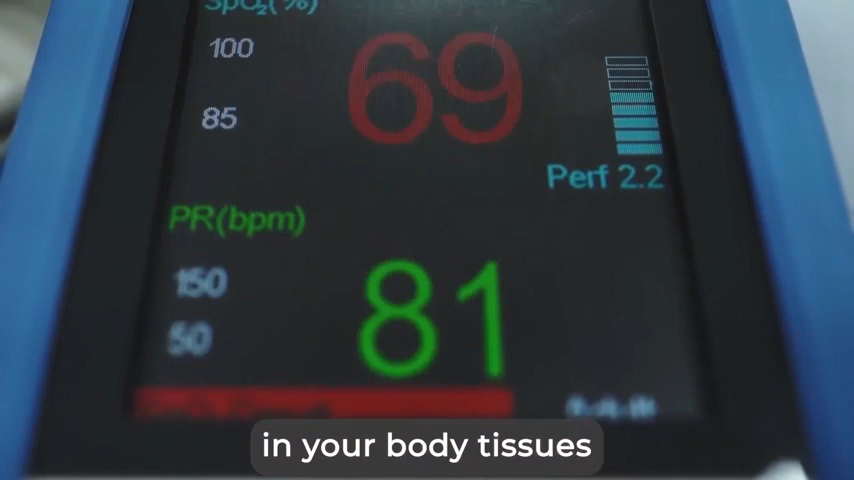 SpO₂(%)
100
69
85
Perf 2.2
PR(bpm)
150
81
50
in your body tissues